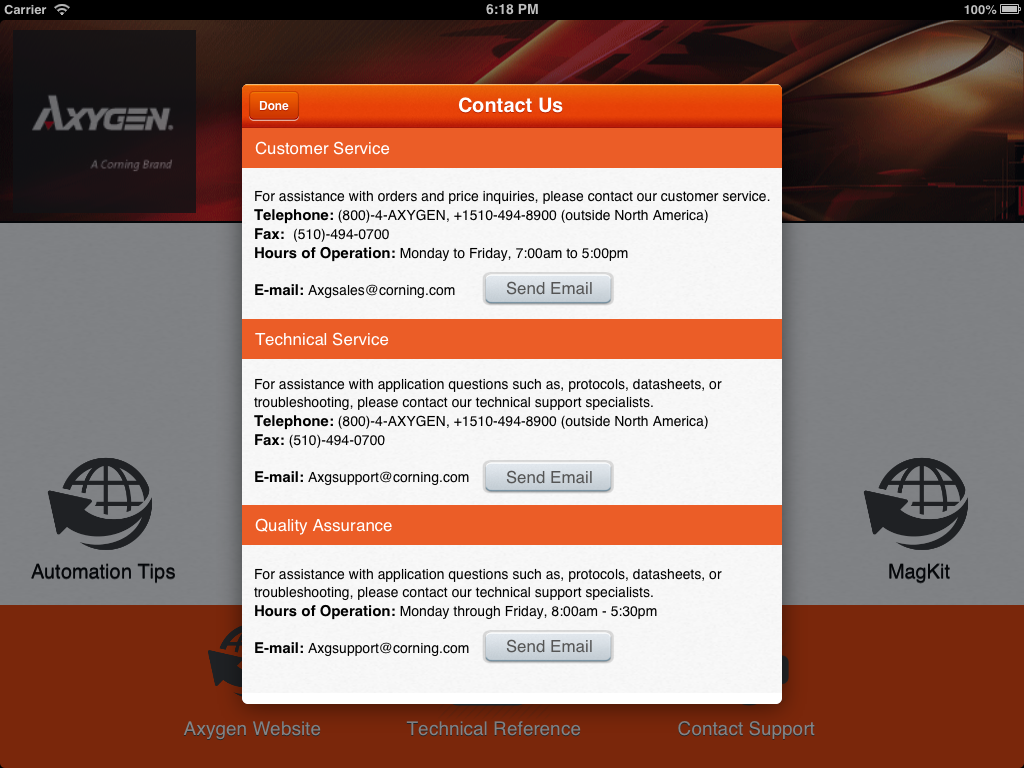 Carrier 6:18 PM 100%
AXYGEN.
A Corning Brand
Done Contact Us
Customer Service
For assistance with orders and price inquiries, please contact our customer service.
Telephone: (800)-4-AXYGEN, +1510-494-8900 (outside North America)
Fax: (510)-494-0700
Hours of Operation: Monday to Friday, 7:00am to 5:00pm
E-mail: Axgsales@corning.com Send Email
Technical Service
For assistance with application questions such as, protocols, datasheets, or
troubleshooting, please contact our technical support specialists.
Telephone: (800)-4-AXYGEN, +1510-494-8900 (outside North America)
Fax: (510)-494-0700
E-mail: Axgsupport@corning.com Send Email
Quality Assurance
For assistance with application questions such as, protocols, datasheets, or
troubleshooting, please contact our technical support specialists.
Hours of Operation: Monday through Friday, 8:00am - 5:30pm
E-mail: Axgsupport@corning.com Send Email
Automation Tips MagKit
Axygen Website Technical Reference Contact Support